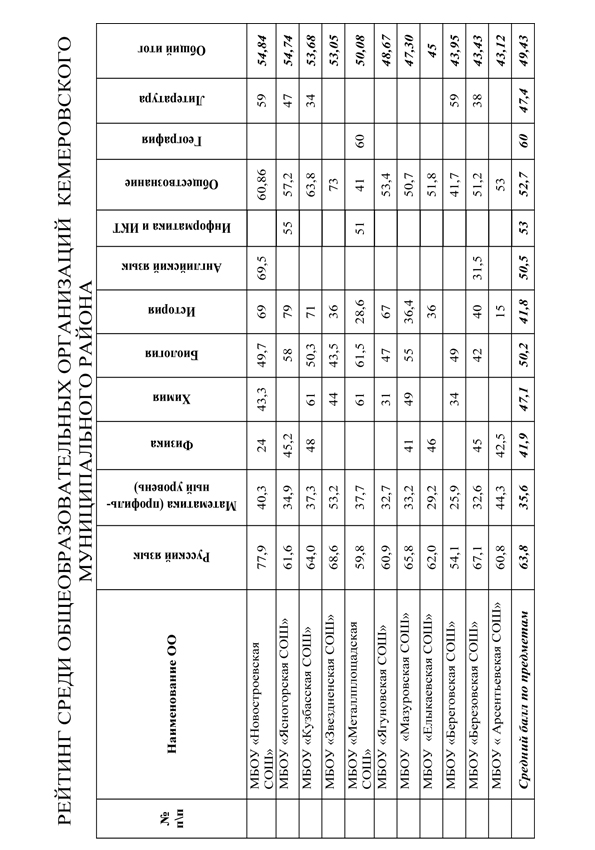 РЕЙТИНГ СРЕДИ ОБЩЕОБРАЗОВАТЕЛЬНЫХ ОРГАНИЗАЦИЙ КЕМЕРОВСКОГО
МУНИЦИПАЛЬНОГО РАЙОНА
№ п\п Наименование ОО Русский язык Математика (профиль-ный уровень) Физика Химия Биология История Английский язык Информатика и ИКТ Обществознание География Литература Общий итог
МБОУ «Новостроевская
СОШ» 77,9 40,3 24 43,3 49,7 69 69,5 60,86 59 54,84
МБОУ «Ясногорская СОШ» 61,6 34,9 45,2 58 79 55 57,2 47 54,74
МБОУ «Кузбасская СОШ» 64,0 37,3 48 61 50,3 71 63,8 34 53,68
МБОУ «Звездненская СОШ» 68,6 53,2 44 43,5 36 73 53,05
МБОУ «Металлплощадская
СОШ» 59,8 37,7 61 61,5 28,6 51 41 60 50,08
МБОУ «Ягуновская СОШ» 60,9 32,7 31 47 67 53,4 48,67
МБОУ «Мазуровская СОШ» 65,8 33,2 41 49 55 36,4 50,7 47,30
МБОУ «Елыкаевская СОШ» 62,0 29,2 46 36 51,8 45
МБОУ «Береговская СОШ» 54,1 25,9 34 49 41,7 59 43,95
МБОУ «Березовская СОШ» 67,1 32,6 45 42 40 31,5 51,2 38 43,43
МБОУ « Арсентьевская СОШ» 60,8 44,3 42,5 15 53 43,12
Средний балл по предметам 63,8 35,6 41,9 47,1 50,2 41,8 50,5 53 52,7 60 47,4 49,43